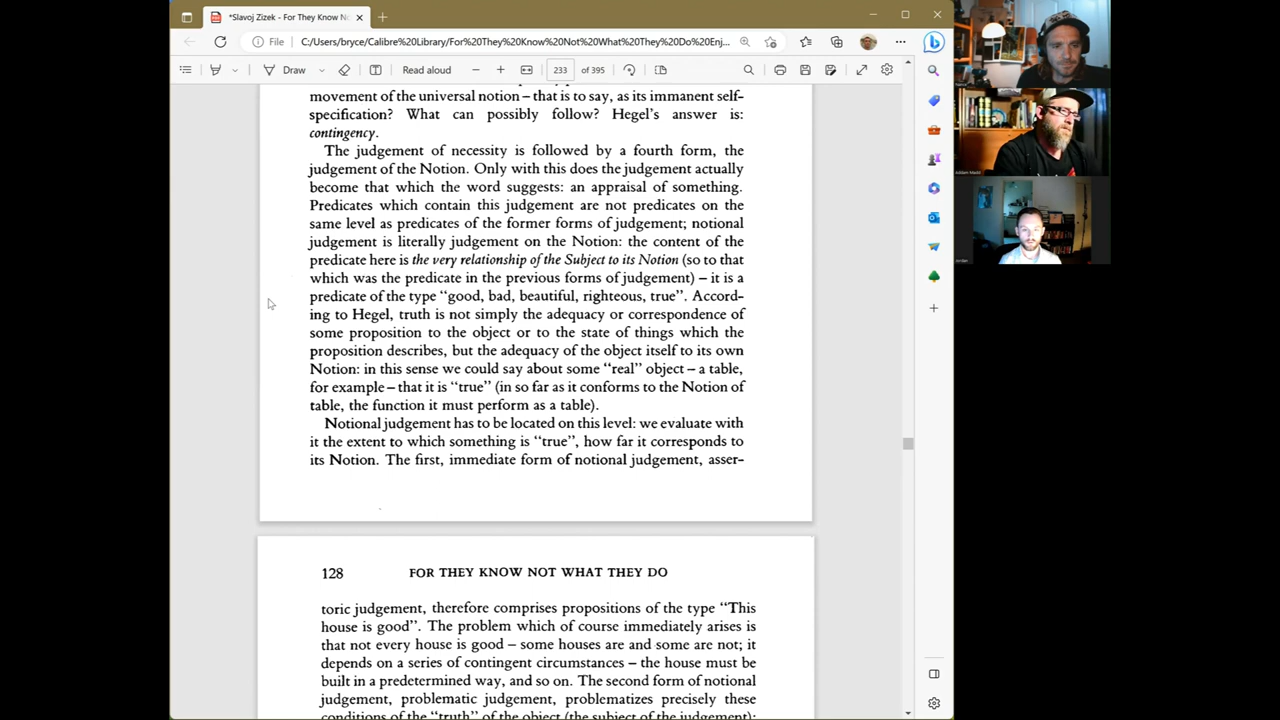 *Slavoj Zizek - For They Know No
File
C:/Users/bryce/Calibre%20Library/For%20They%20Know%20Not%20What%20They%20Do%20Enj...
Draw
Read aloud
233
of 395
movement of the universal notion – that is to say, as its immanent self-
specification? What can possibly follow? Hegel's answer is:
contingency.
The judgement of necessity is followed by a fourth form, the
judgement of the Notion. Only with this does the judgement actually
become that which the word suggests: an appraisal of something.
Predicates which contain this judgement are not predicates on the
same level as predicates of the former forms of judgement; notional
judgement is literally judgement on the Notion: the content of the
predicate here is the very relationship of the Subject to its Notion (so to that
which was the predicate in the previous forms of judgement) – it is a
predicate of the type “good, bad, beautiful, righteous, true”. Accord-
ing to Hegel, truth is not simply the adequacy or correspondence of
some proposition to the object or to the state of things which the
proposition describes, but the adequacy of the object itself to its own
Notion: in this sense we could say about some “real” object – a table,
for example – that it is “true” (in so far as it conforms to the Notion of
table, the function it must perform as a table).
Notional judgement has to be located on this level: we evaluate with
it the extent to which something is “true”, how far it corresponds to
its Notion. The first, immediate form of notional judgement, asser-
128
FOR THEY KNOW NOT WHAT THEY DO
toric judgement, therefore comprises propositions of the type “This
house is good”. The problem which of course immediately arises is
that not every house is good – some houses are and some are not; it
depends on a series of contingent circumstances – the house must be
built in a predetermined way, and so on. The second form of notional
judgement, problematic judgement, problematizes precisely these
conditions of the “truth” of the object (the subject of the judgement):
Jordan